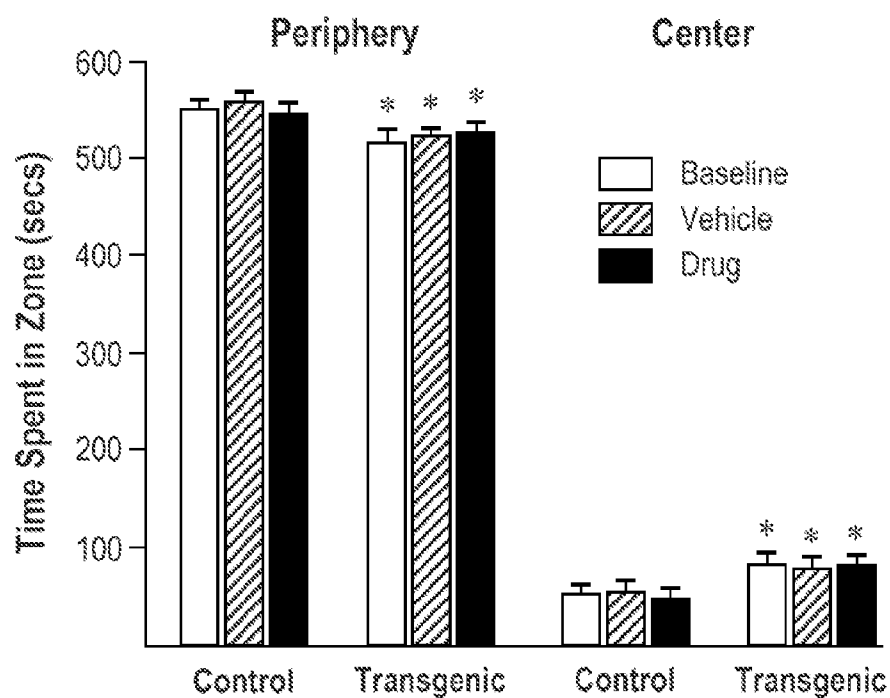 Periphery Center
600
500
400
300
200
100
Time Spent in Zone (secs)
* * *
Baseline
Vehicle
Drug
* * *
Control Transgenic Control Transgenic